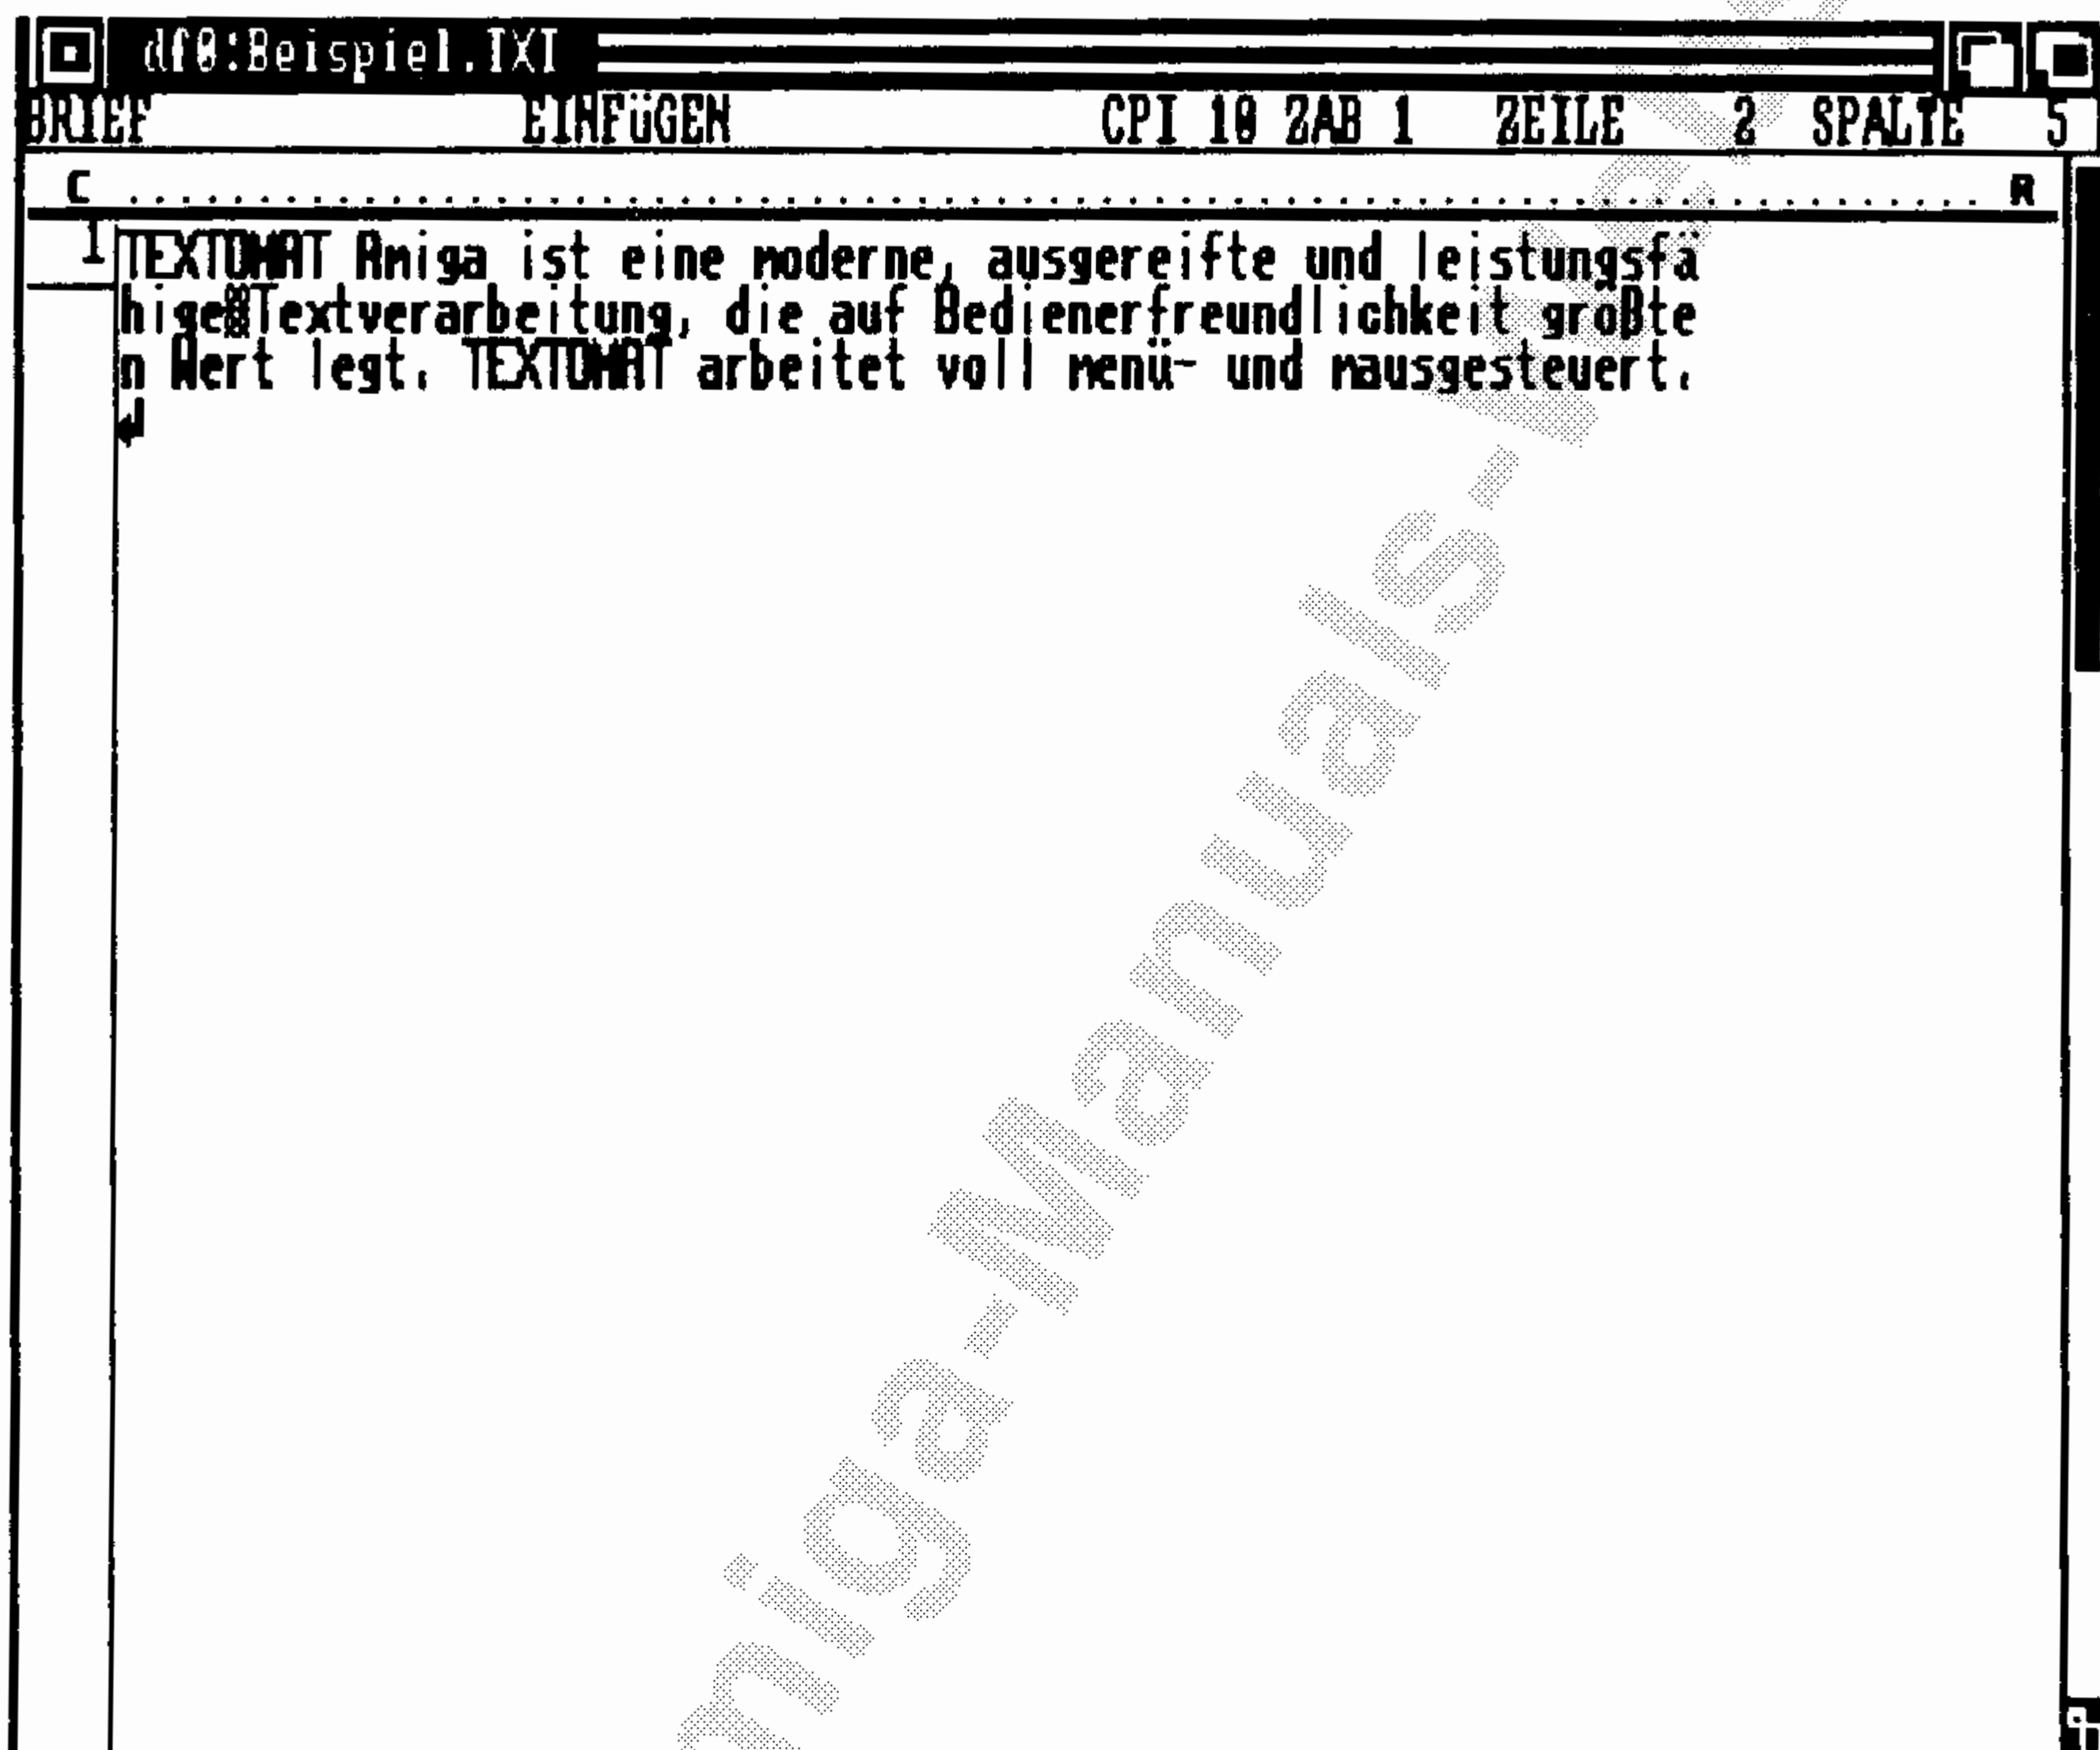 df0:Beispiel.TXT
BRIEF EINFüGEN CPI 10 ZAB 1 ZEILE 2 SPALTE 5
C R
1 TEXTOMAT Amiga ist eine moderne, ausgereifte und leistungsfä
hige Textverarbeitung, die auf Bedienerfreundlichkeit größte
n Wert legt. TEXTOMAT arbeitet voll menü- und mausgesteuert.